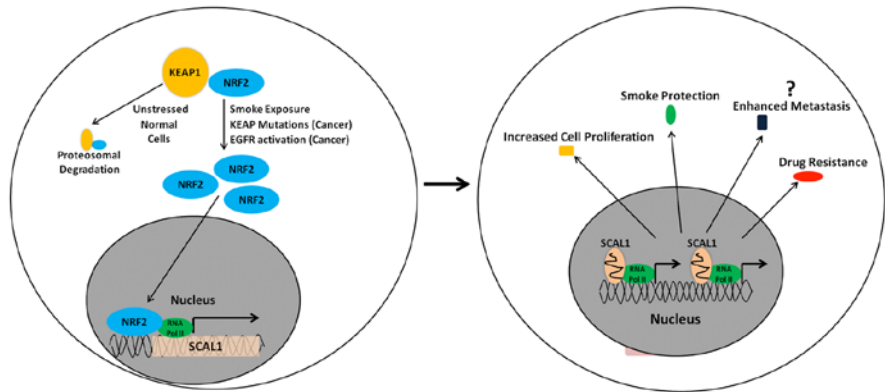 KEAP1
NRF2
Unstressed
Normal
Cells
Smoke Exposure
KEAP Mutations (Cancer)
EGFR activation (Cancer)
Proteosomal
Degradation
NRF2
NRF2
NRF2
Nucleus
NRF2
RNA
Pol II
SCAL1
?
Smoke Protection
Enhanced Metastasis
Increased Cell Proliferation
Drug Resistance
SCAL1
SCAL1
RNA
Pol II
RNA
Pol II
Nucleus